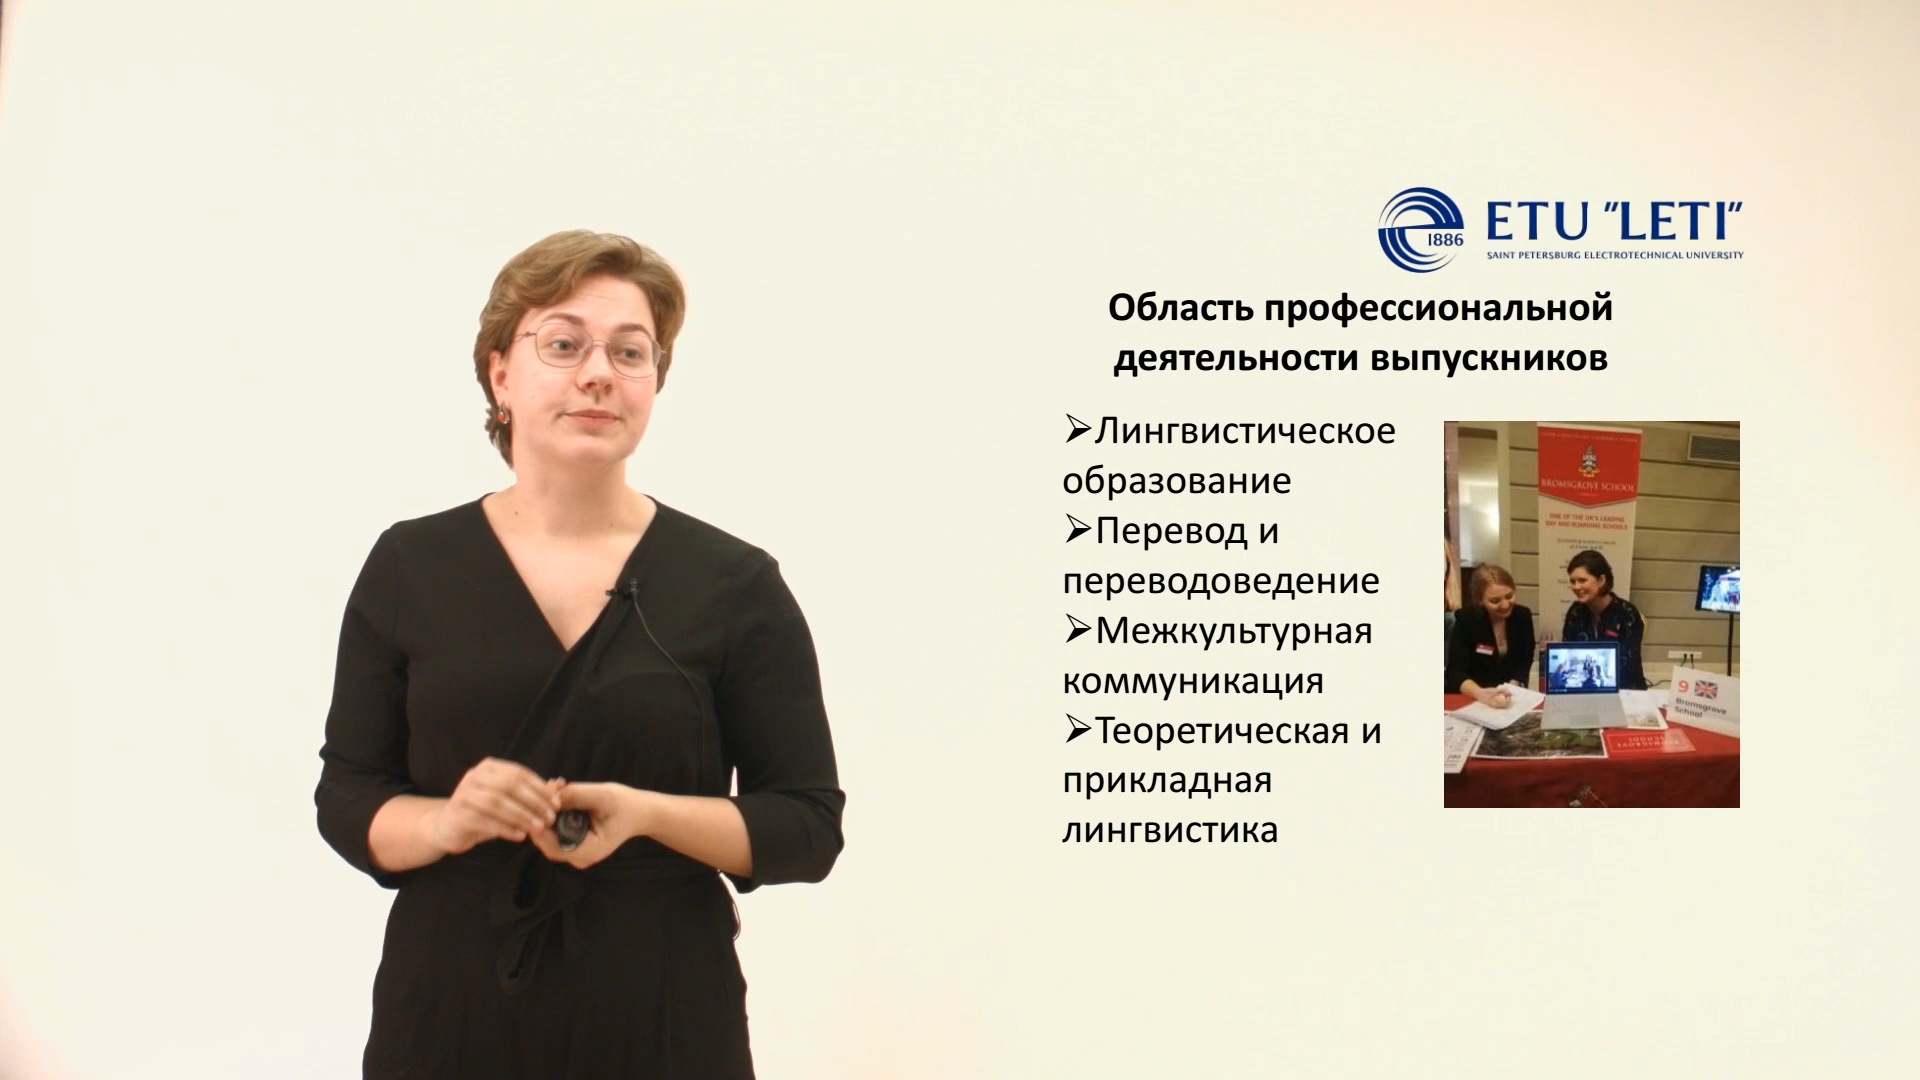 1886
ETU "LETI"
SAINT PETERSBURG ELECTROTECHNICAL UNIVERSITY
Область профессиональной
деятельности выпускников
➢Лингвистическое
образование
➢Перевод и
переводоведение
➢Межкультурная
коммуникация
➢Теоретическая и
прикладная
лингвистика
BROMSGROVE SCHOOL
ONE OF THE UK'S LEADING
DAY AND BOARDING SCHOOLS
9
Bromsgrove
School